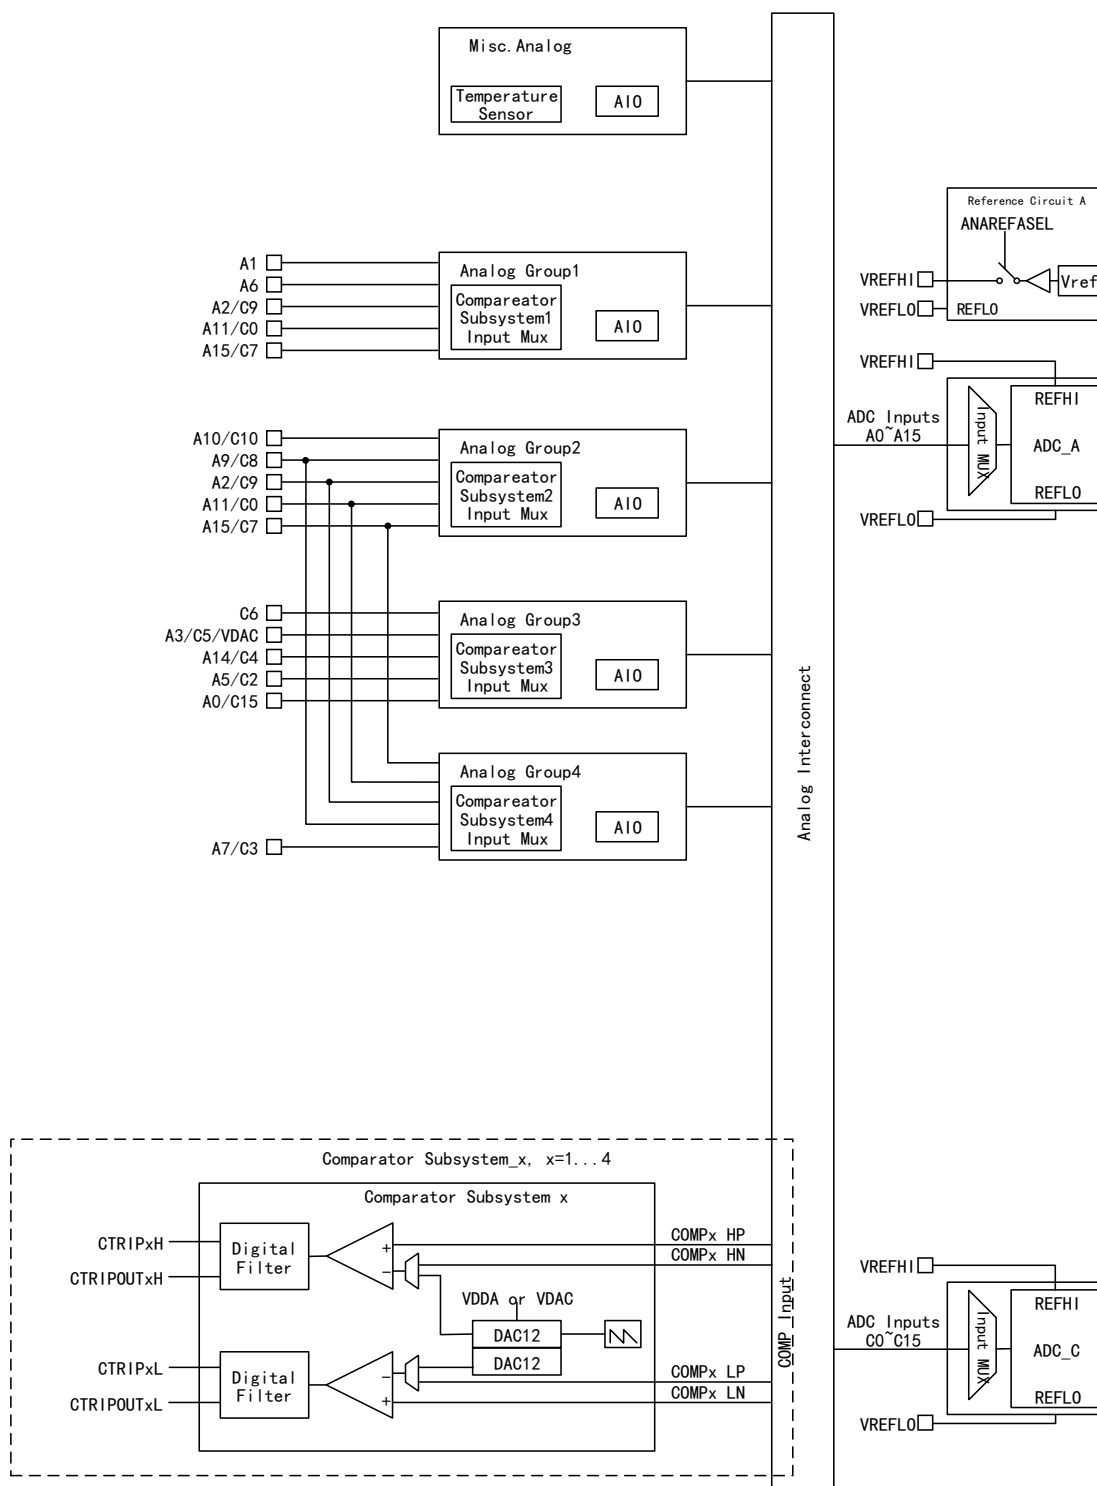 Misc.Analog
Temperature
Sensor
AIO
Reference Circuit A
ANAREFASEL
VREFHI
Vref
VREFLO
REFLO
A1
A6
A2/C9
A11/C0
A15/C7
Analog Group1
Compareator
Subsystem1
Input Mux
AIO
VREFHI
ADC Inputs
A0~A15
Input MUX
REFHI
ADC_A
REFLO
VREFLO
A10/C10
A9/C8
A2/C9
A11/C0
A15/C7
Analog Group2
Compareator
Subsystem2
Input Mux
AIO
C6
A3/C5/VDAC
A14/C4
A5/C2
A0/C15
Analog Group3
Compareator
Subsystem3
Input Mux
AIO
Analog Interconnect
A7/C3
Analog Group4
Compareator
Subsystem4
Input Mux
AIO
Comparator Subsystem_x, x=1...4
Comparator Subsystem x
CTRIPxH
CTRIPOUTxH
Digital
Filter
+
−
COMPx HP
COMPx HN
VDDA or VDAC
DAC12
DAC12
CTRIPxL
CTRIPOUTxL
Digital
Filter
−
+
COMPx LP
COMPx LN
COMP Input
VREFHI
ADC Inputs
C0~C15
Input MUX
REFHI
ADC_C
REFLO
VREFLO